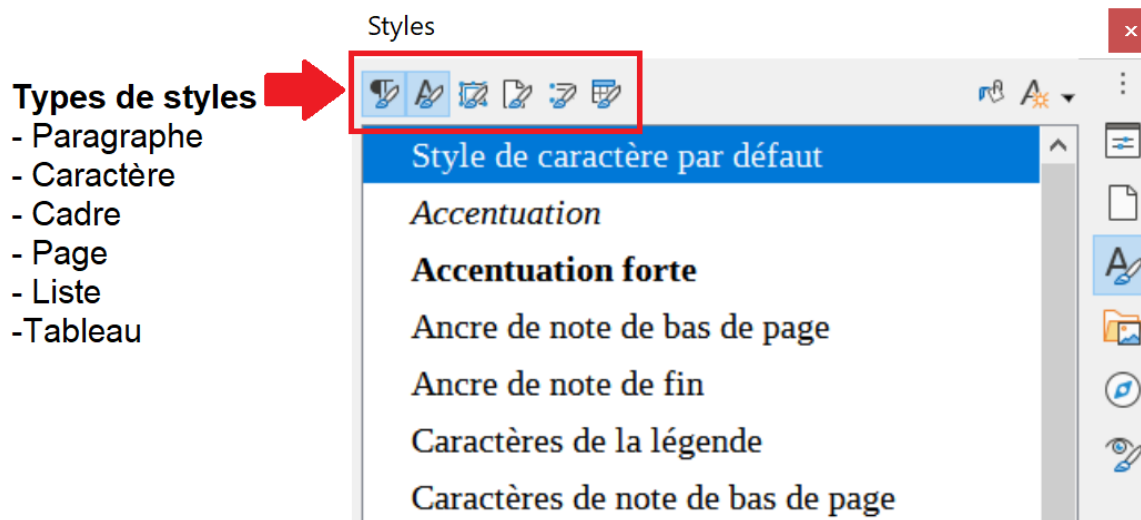 Styles
Types de styles
- Paragraphe
- Caractère
- Cadre
- Page
- Liste
-Tableau
Style de caractère par défaut
Accentuation
Accentuation forte
Ancre de note de bas de page
Ancre de note de fin
Caractères de la légende
Caractères de note de bas de page